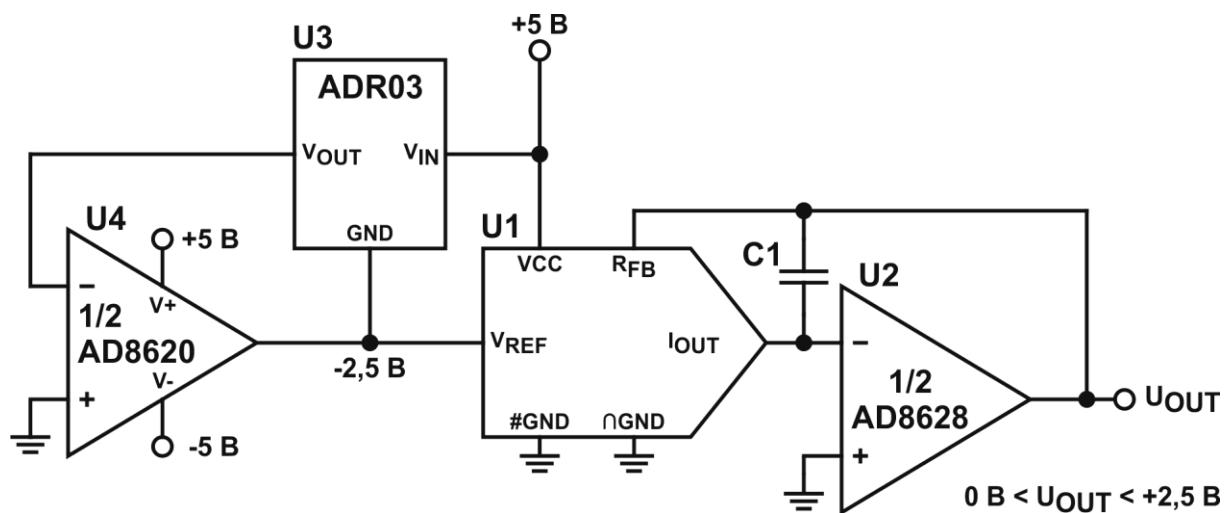 +5 В
U3
ADR03
VOUT
VIN
GND
U4
+5 В
V+
1/2
AD8620
V-
-5 В
-2,5 В
U1
VCC
RFB
VREF
IOUT
#GND
∩GND
C1
U2
1/2
AD8628
UOUT
0 В < UOUT < +2,5 В
−
+
−
+